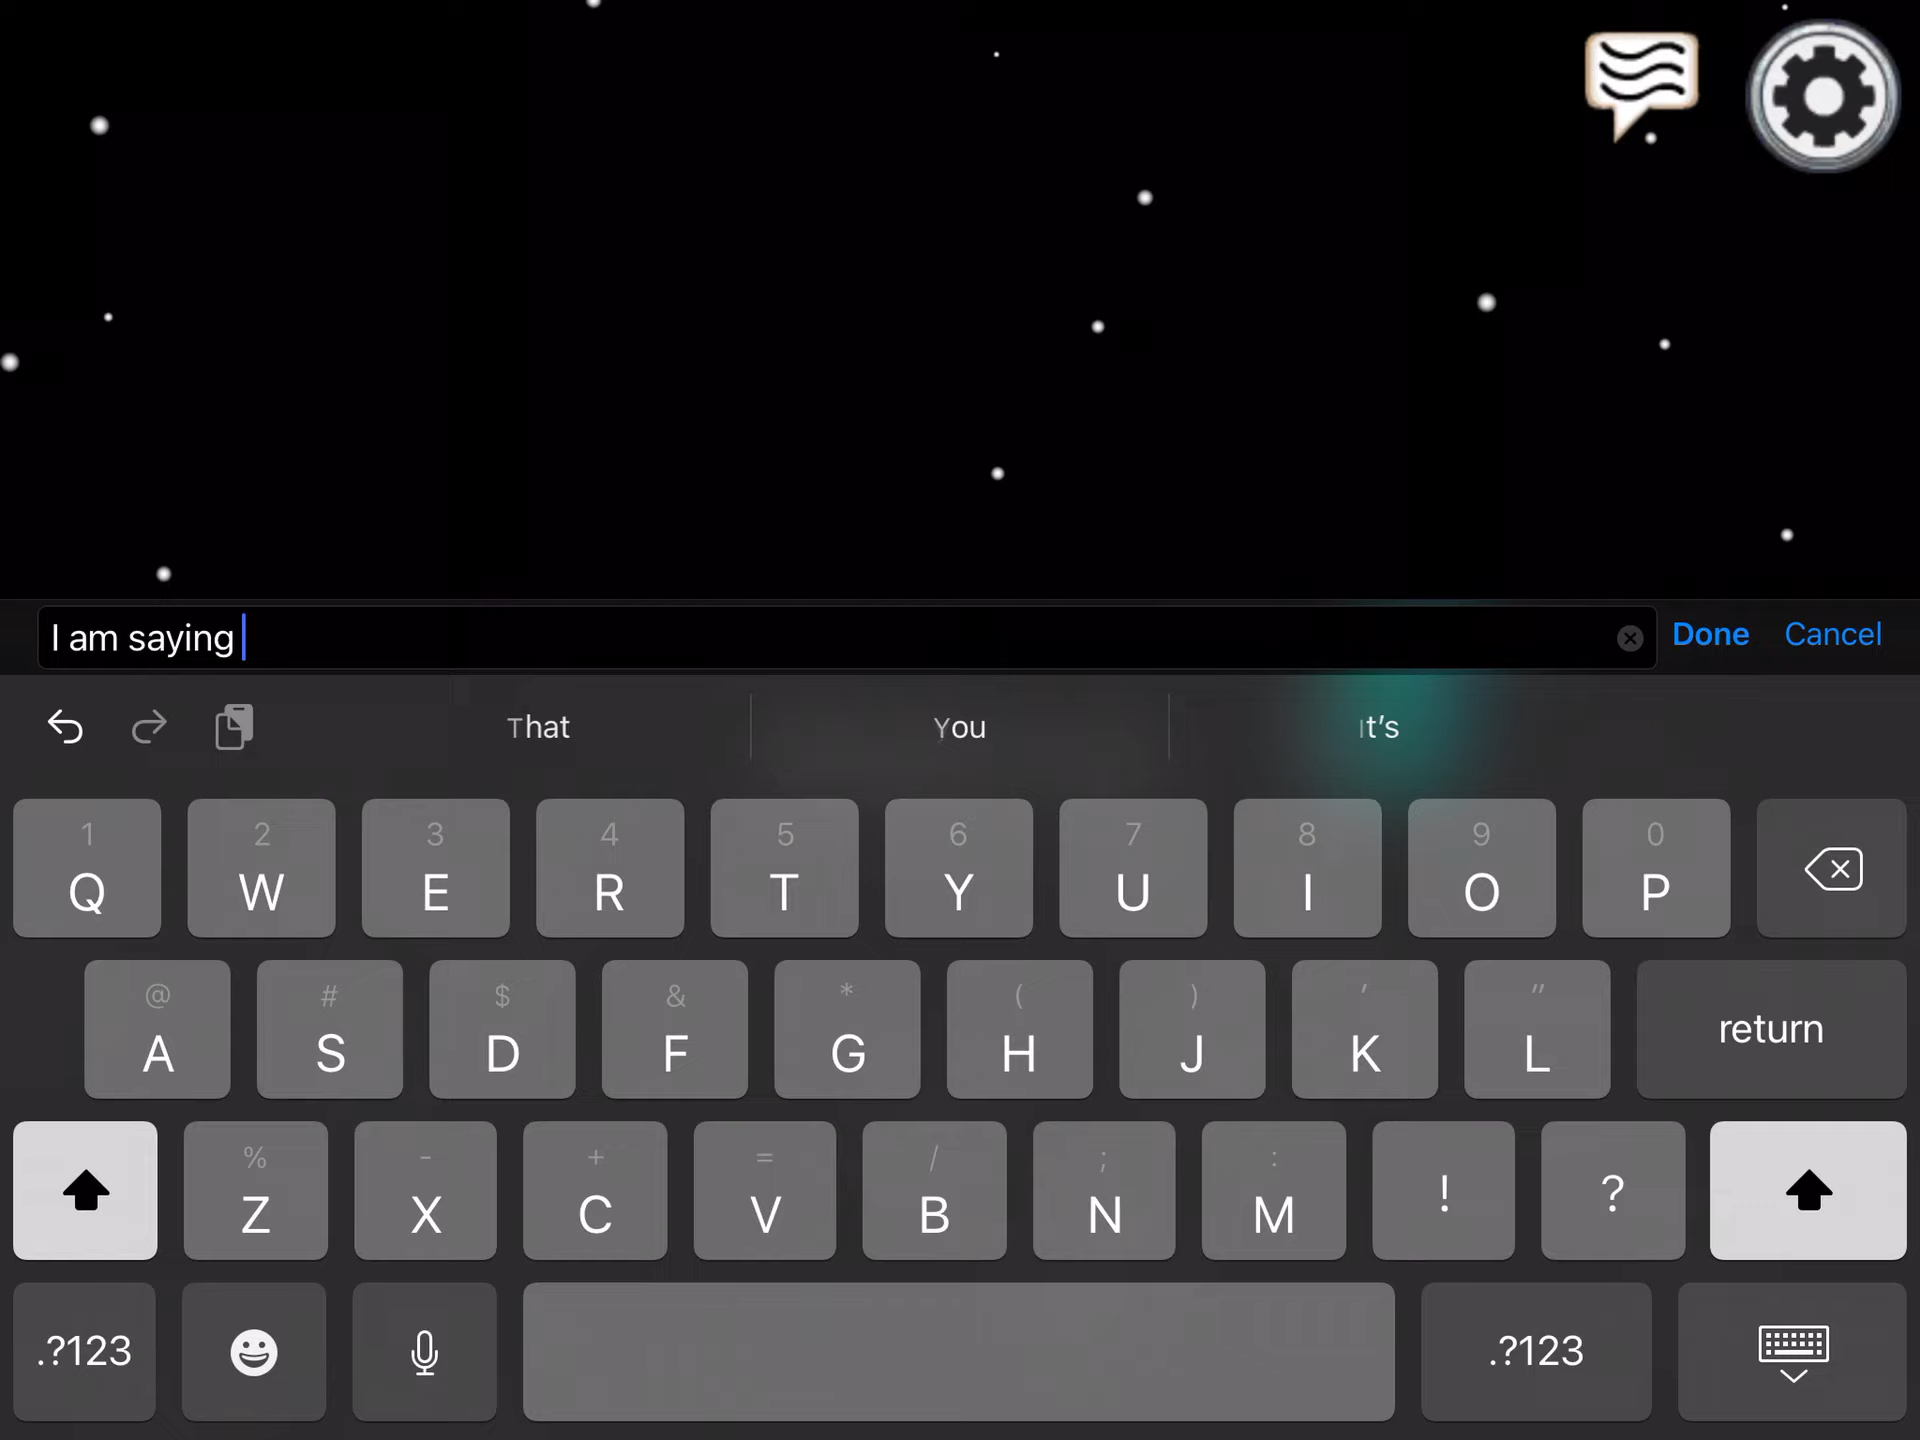 I am saying
Done Cancel
That You It's
1 2 3 4 5 6 7 8 9 0
Q W E R T Y U I O P
@ # $ & * ( ) ' "
A S D F G H J K L return
% - + = / ; :
Z X C V B N M ! ?
.?123 .?123